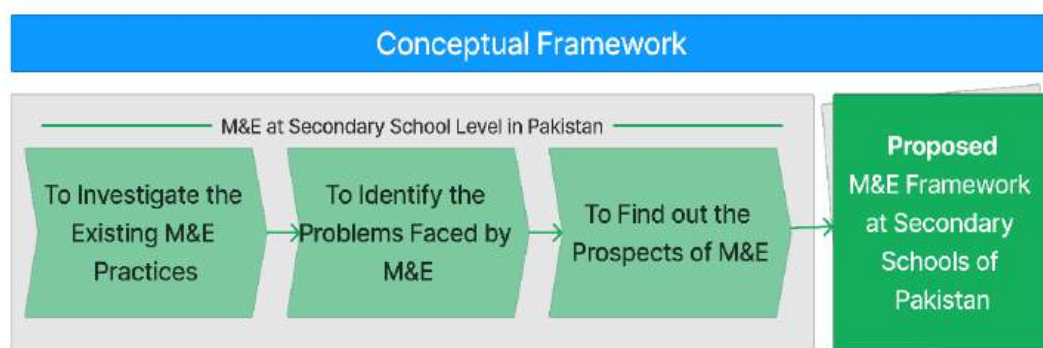 Conceptual Framework
M&E at Secondary School Level in Pakistan
To Investigate the
Existing M&E
Practices
To Identify the
Problems Faced by
M&E
To Find out the
Prospects of M&E
Proposed
M&E Framework
at Secondary
Schools of
Pakistan